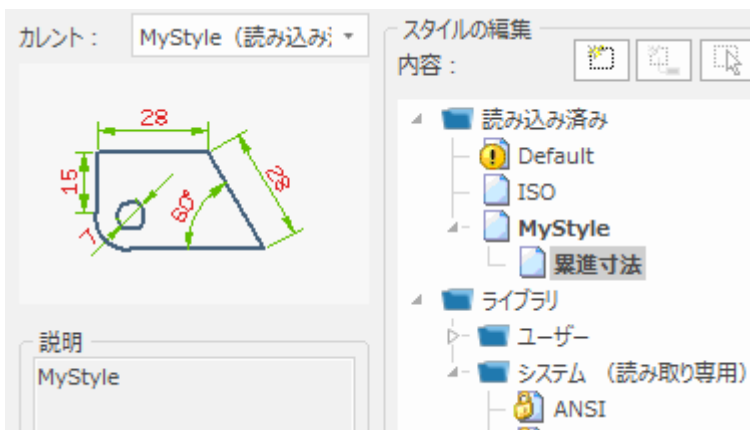 カレント：
MyStyle（読み込み
28
15
7
60°
28
説明
MyStyle
スタイルの編集
内容：
読み込み済み
Default
ISO
MyStyle
累進寸法
ライブラリ
ユーザー
システム （読み取り専用）
ANSI